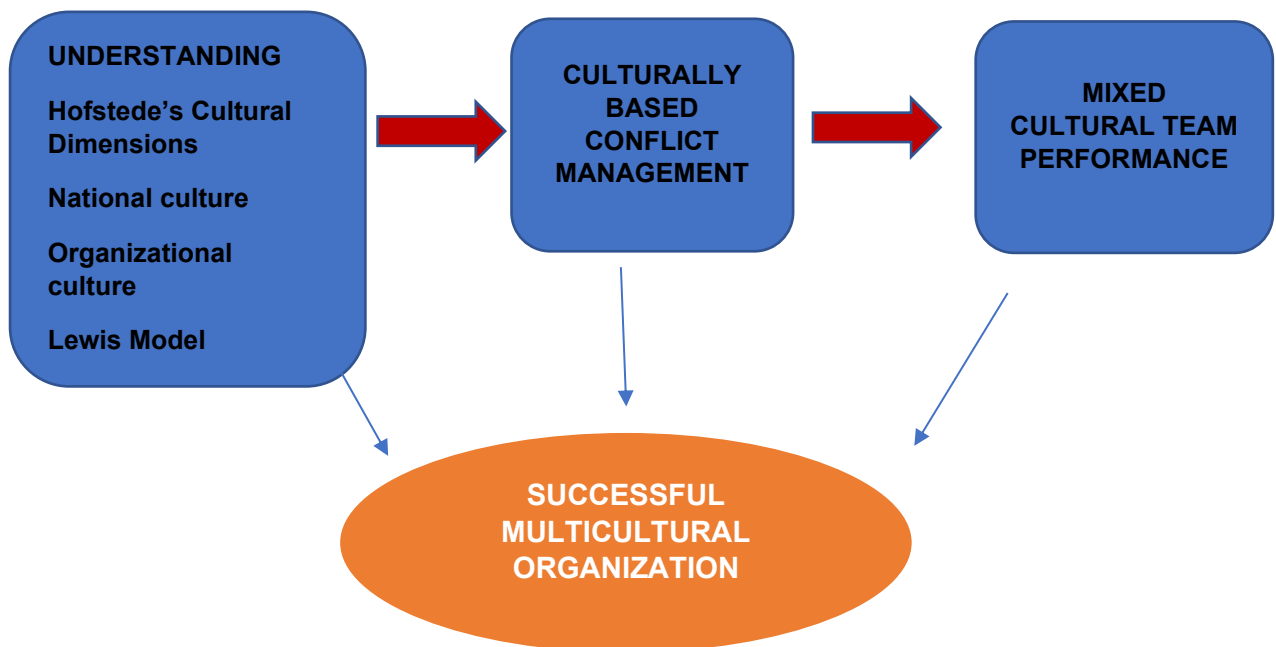 UNDERSTANDING
Hofstede's Cultural
Dimensions
National culture
Organizational
culture
Lewis Model
CULTURALLY
BASED
CONFLICT
MANAGEMENT
MIXED
CULTURAL TEAM
PERFORMANCE
SUCCESSFUL
MULTICULTURAL
ORGANIZATION